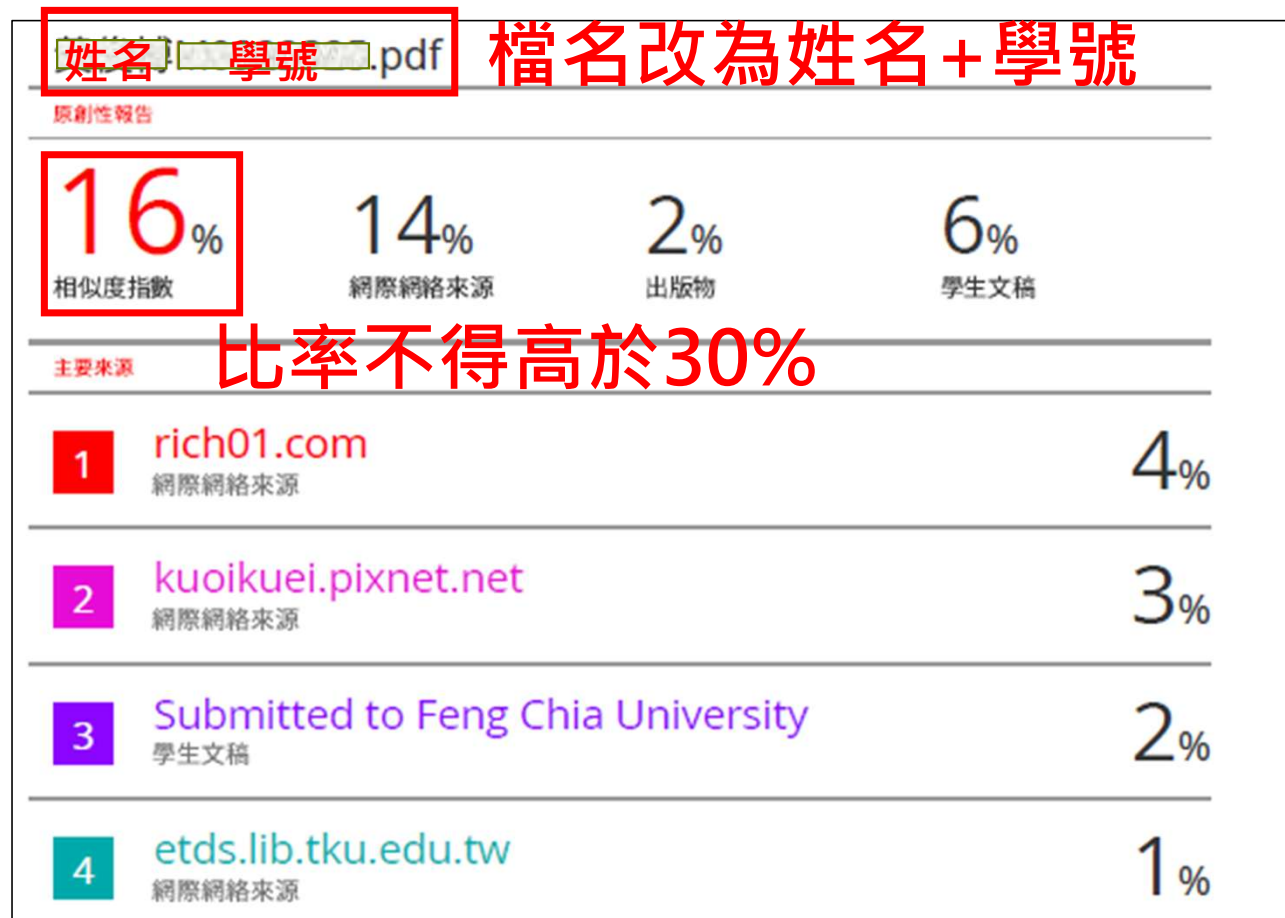 姓名 學號.pdf 檔名改為姓名+學號
原創性報告
16% 14% 2% 6%
相似度指數 網際網絡來源 出版物 學生文稿
比率不得高於30%
主要來源
1 rich01.com 4%
網際網絡來源
2 kuoikuei.pixnet.net 3%
網際網絡來源
3 Submitted to Feng Chia University 2%
學生文稿
4 etds.lib.tku.edu.tw 1%
網際網絡來源